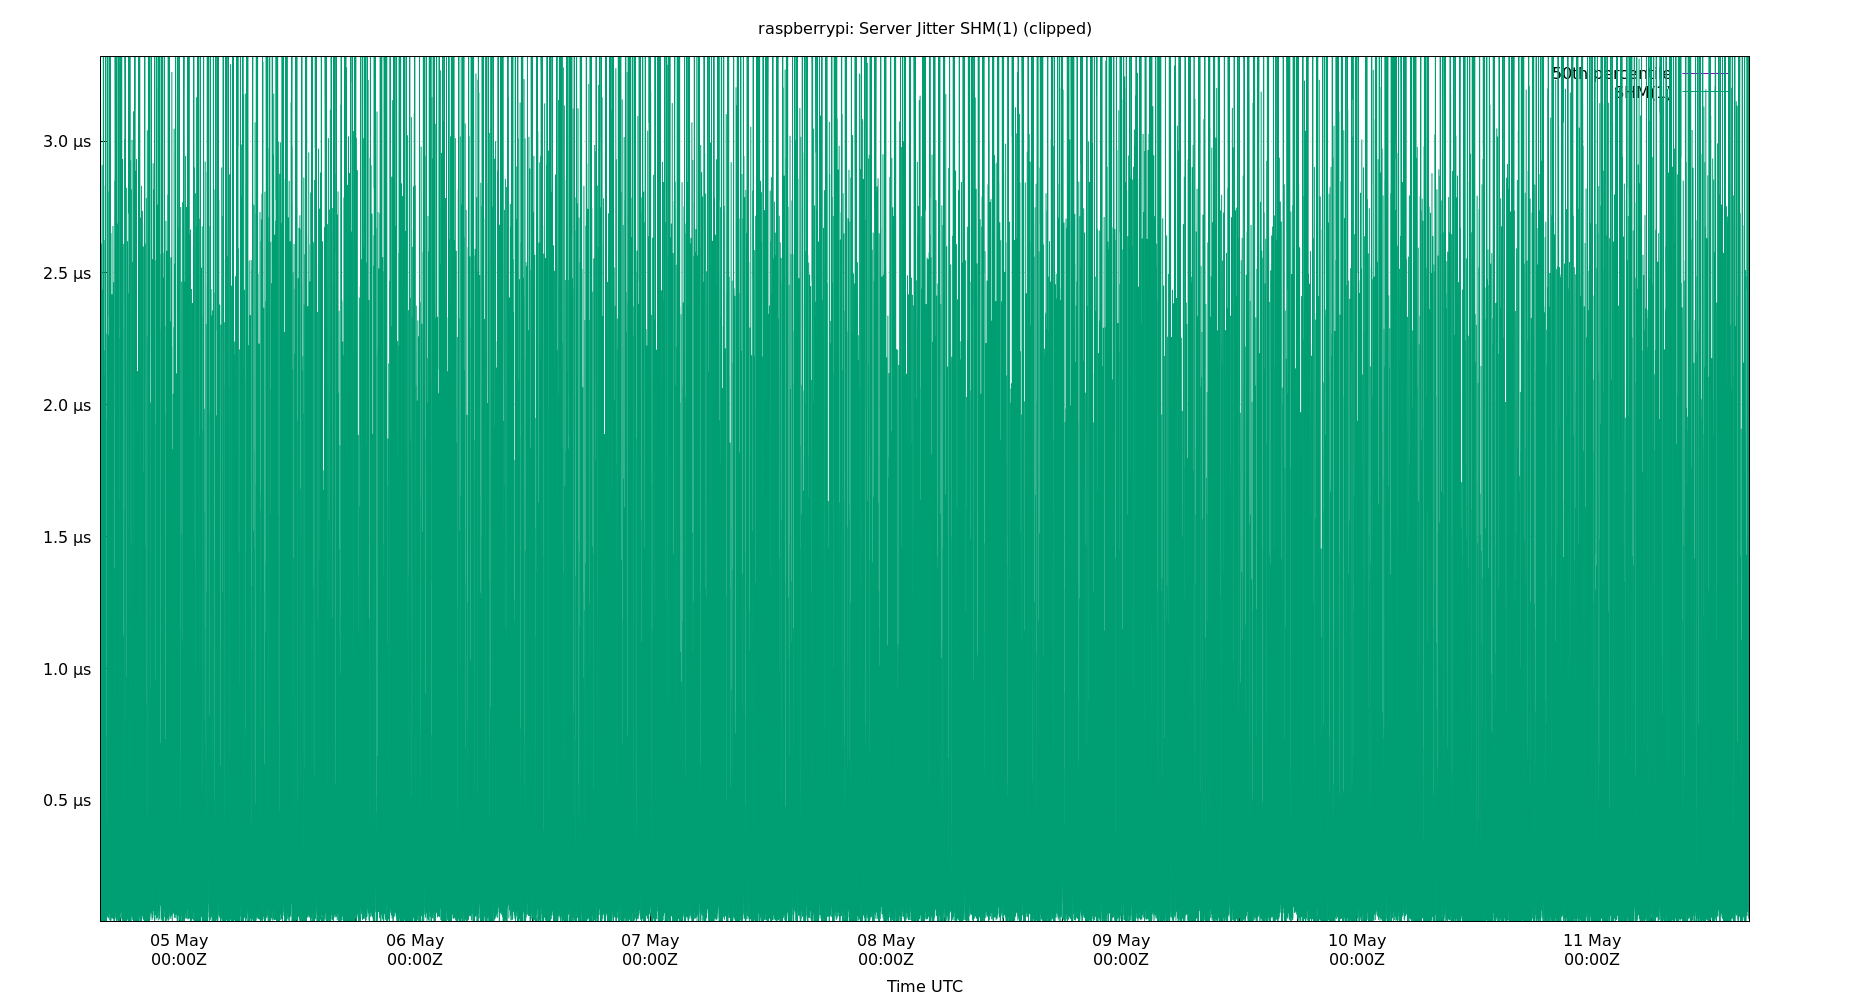 raspberrypi: Server Jitter SHM(1) (clipped)
50th percentile
SHM(1)
3.0 µs
2.5 µs
2.0 µs
1.5 µs
1.0 µs
0.5 µs
05 May 06 May 07 May 08 May 09 May 10 May 11 May
00:00Z 00:00Z 00:00Z 00:00Z 00:00Z 00:00Z 00:00Z
Time UTC